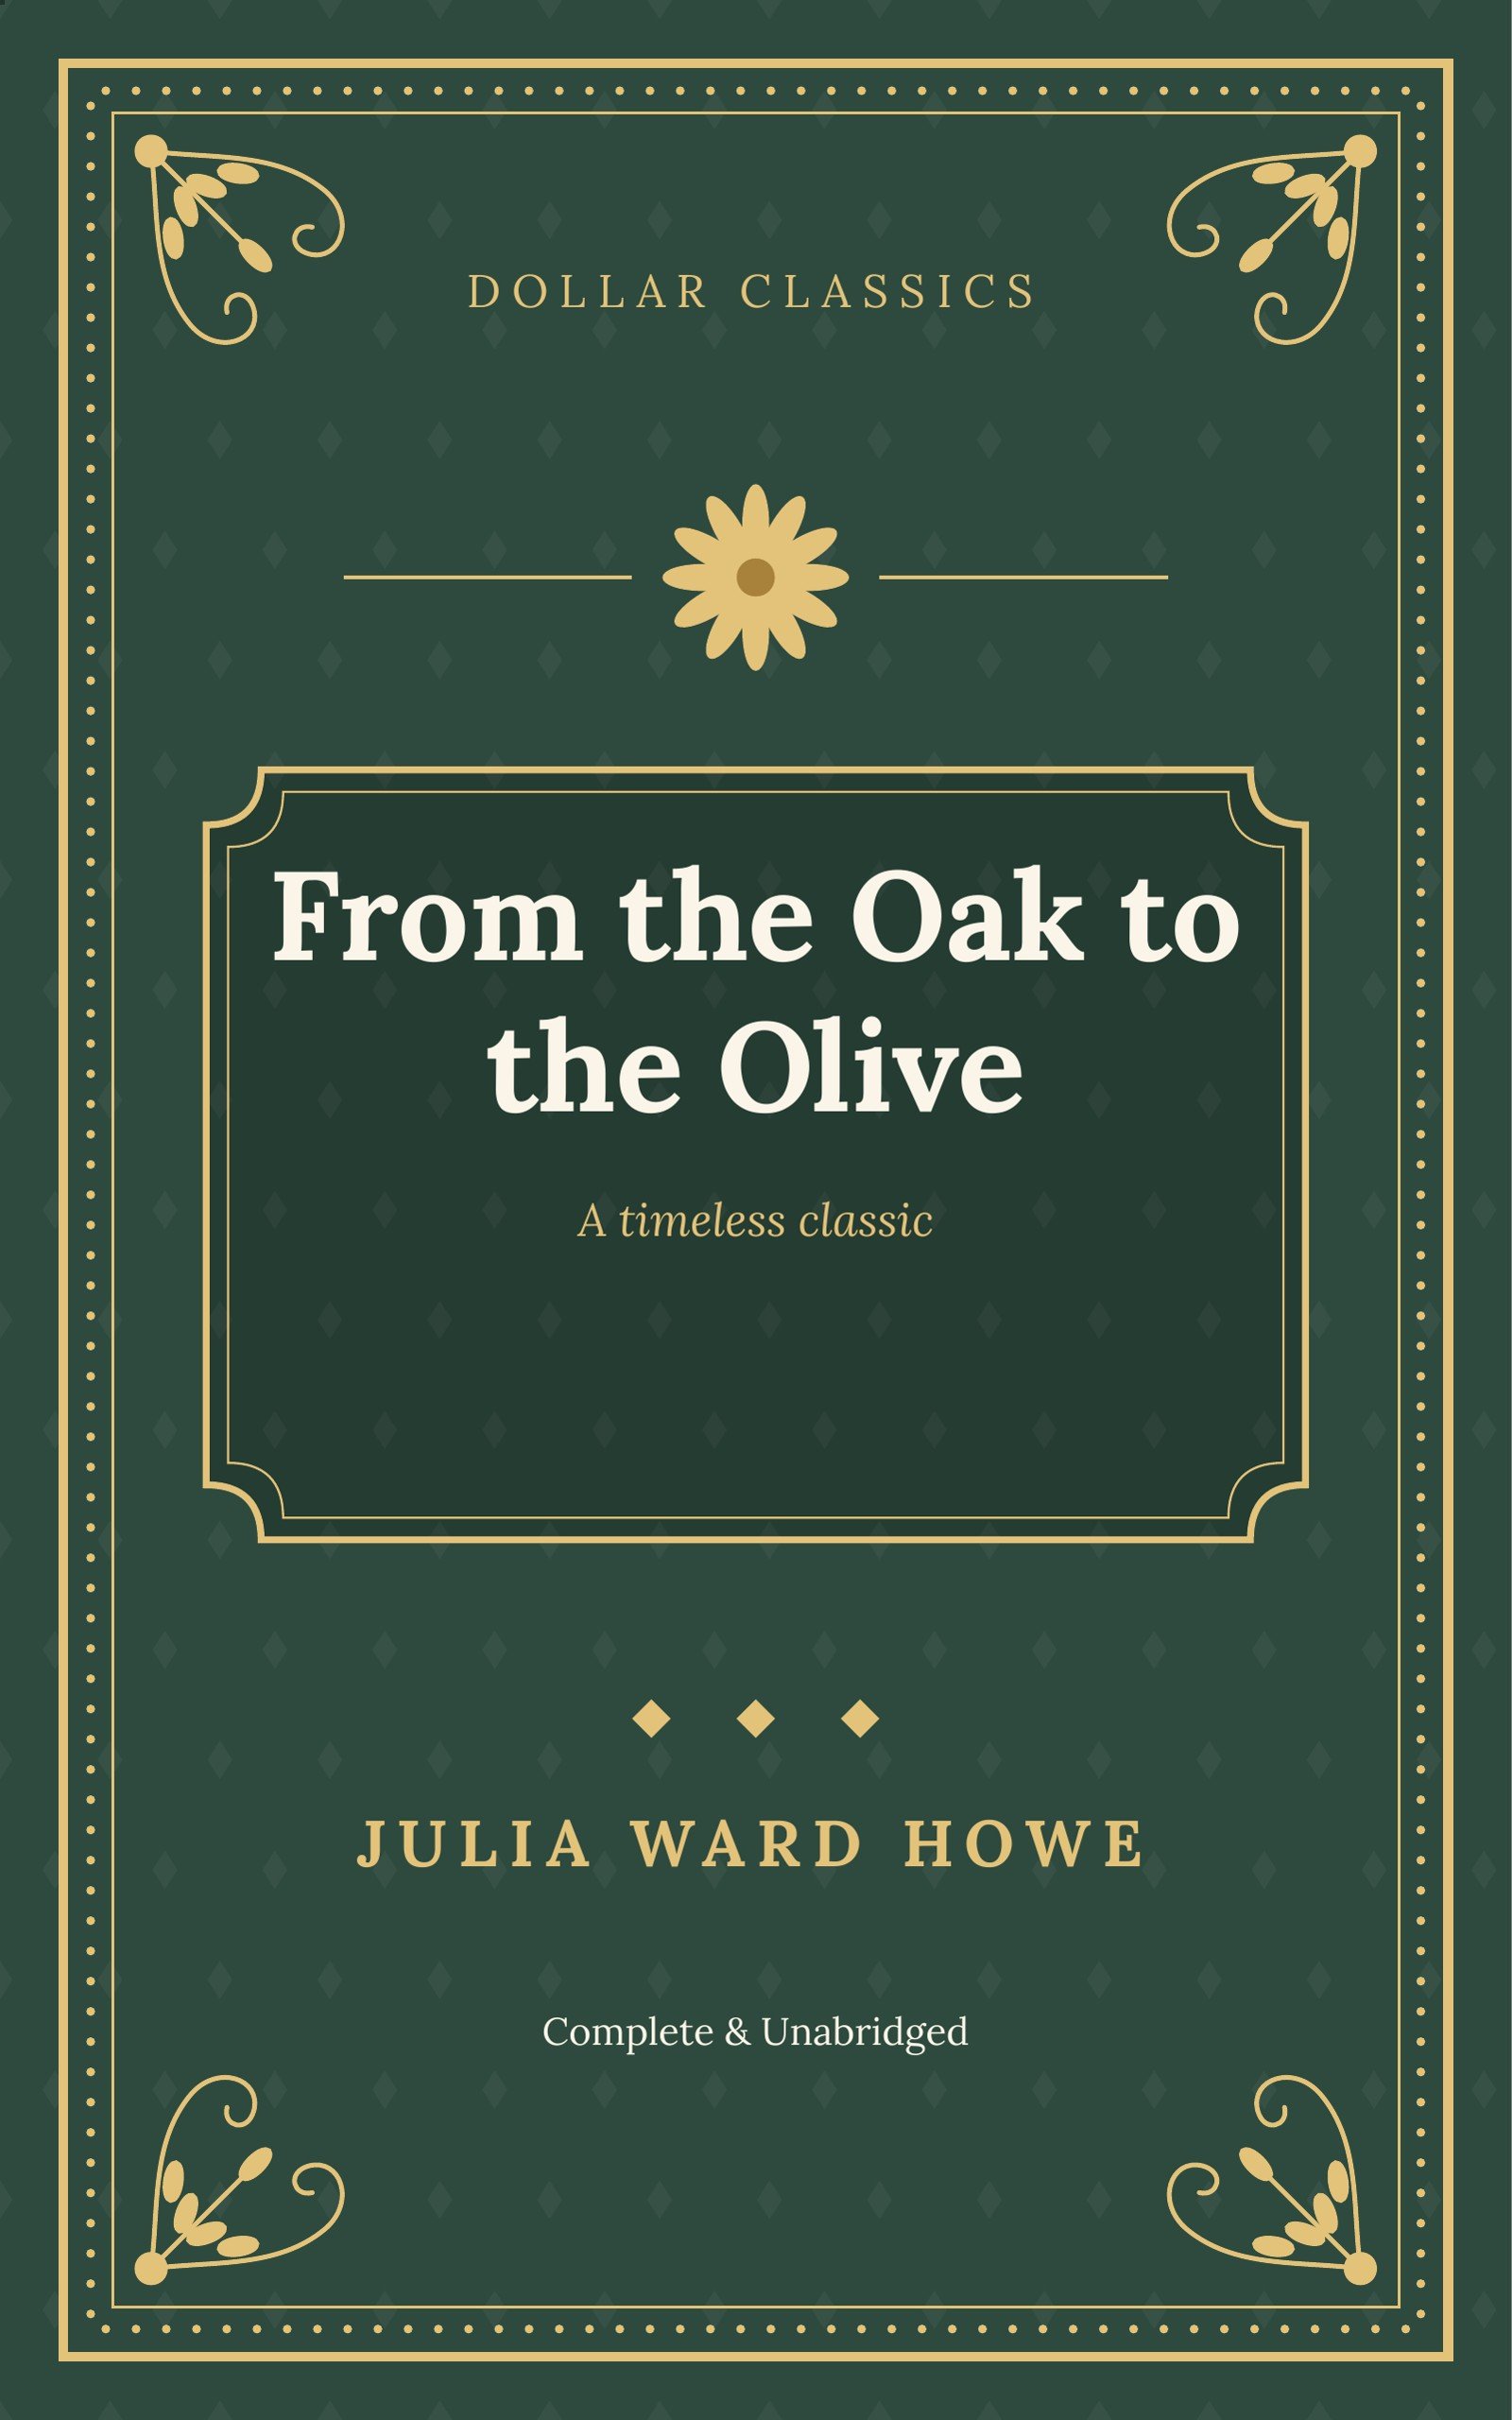 DOLLAR CLASSICS
From the Oak to
the Olive
A timeless classic
JULIA WARD HOWE
Complete & Unabridged